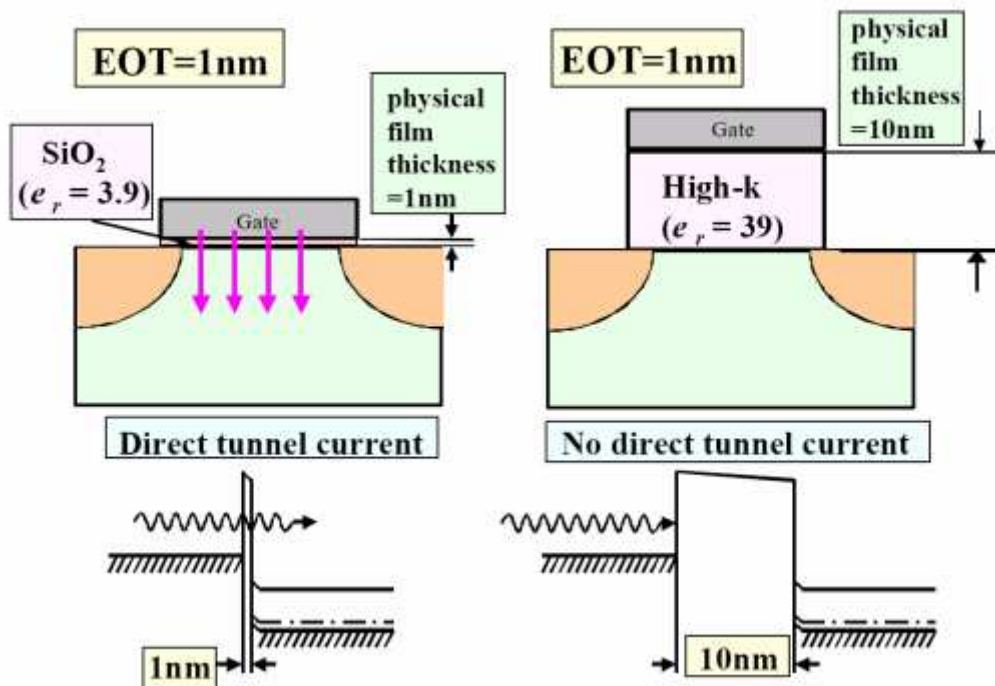 EOT=1nm
physical
film
thickness
=1nm
SiO₂
(e r = 3.9)
Gate
Direct tunnel current
1nm
EOT=1nm
physical
film
thickness
=10nm
Gate
High-k
(e r = 39)
No direct tunnel current
10nm